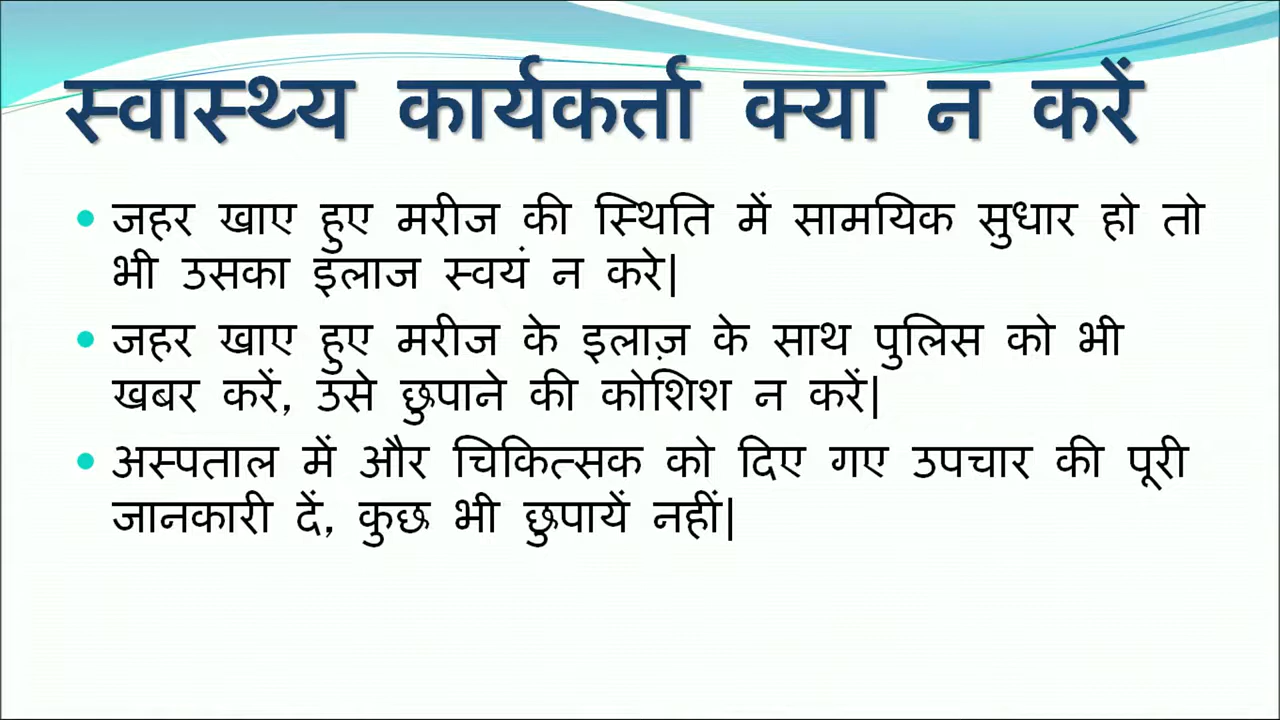 स्वास्थ्य कार्यकर्त्ता क्या न करें
• जहर खाए हुए मरीज की स्थिति में सामयिक सुधार हो तो
भी उसका इलाज स्वयं न करे|
• जहर खाए हुए मरीज के इलाज़ के साथ पुलिस को भी
खबर करें, उसे छुपाने की कोशिश न करें|
• अस्पताल में और चिकित्सक को दिए गए उपचार की पूरी
जानकारी दें, कुछ भी छुपायें नहीं|